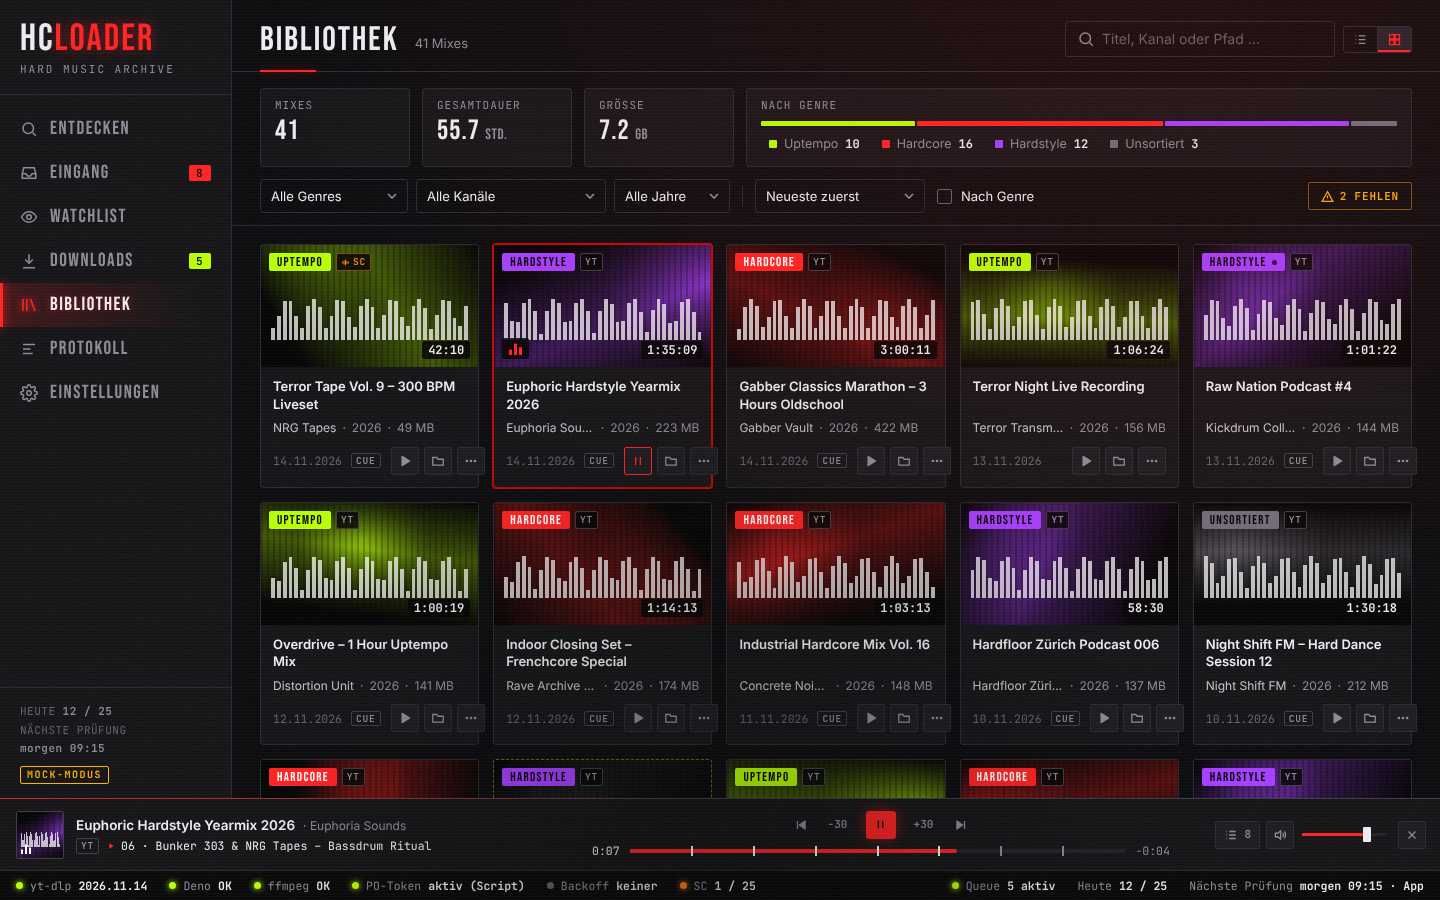 HCLOADER
HARD MUSIC ARCHIVE
ENTDECKEN
EINGANG 8
WATCHLIST
DOWNLOADS 5
BIBLIOTHEK
PROTOKOLL
EINSTELLUNGEN
HEUTE 12 / 25
NÄCHSTE PRÜFUNG
morgen 09:15
MOCK-MODUS
BIBLIOTHEK 41 Mixes
Titel, Kanal oder Pfad ...
MIXES
41
GESAMTDAUER
55.7 STD.
GRÖSSE
7.2 GB
NACH GENRE
Uptempo 10 Hardcore 16 Hardstyle 12 Unsortiert 3
Alle Genres Alle Kanäle Alle Jahre Neueste zuerst Nach Genre 2 FEHLEN
UPTEMPO SC
42:10
Terror Tape Vol. 9 – 300 BPM
Liveset
NRG Tapes · 2026 · 49 MB
14.11.2026 CUE
HARDSTYLE YT
1:35:09
Euphoric Hardstyle Yearmix
2026
Euphoria Sou... · 2026 · 223 MB
14.11.2026 CUE
HARDCORE YT
3:00:11
Gabber Classics Marathon – 3
Hours Oldschool
Gabber Vault · 2026 · 422 MB
14.11.2026 CUE
UPTEMPO YT
1:06:24
Terror Night Live Recording
Terror Transm... · 2026 · 156 MB
13.11.2026
HARDSTYLE YT
1:01:22
Raw Nation Podcast #4
Kickdrum Coll... · 2026 · 144 MB
13.11.2026 CUE
UPTEMPO YT
1:00:19
Overdrive – 1 Hour Uptempo
Mix
Distortion Unit · 2026 · 141 MB
12.11.2026 CUE
HARDCORE YT
1:14:13
Indoor Closing Set –
Frenchcore Special
Rave Archive ... · 2026 · 174 MB
12.11.2026 CUE
HARDCORE YT
1:03:13
Industrial Hardcore Mix Vol. 16
Concrete Noi... · 2026 · 148 MB
11.11.2026 CUE
HARDSTYLE YT
58:30
Hardfloor Zürich Podcast 006
Hardfloor Züri... · 2026 · 137 MB
10.11.2026 CUE
UNSORTIERT YT
1:30:18
Night Shift FM – Hard Dance
Session 12
Night Shift FM · 2026 · 212 MB
10.11.2026 CUE
HARDCORE YT
HARDSTYLE YT
UPTEMPO YT
HARDCORE YT
HARDSTYLE YT
Euphoric Hardstyle Yearmix 2026 · Euphoria Sounds
YT 06 · Bunker 303 & NRG Tapes – Bassdrum Ritual
-30 +30
0:07 -0:04
8
yt-dlp 2026.11.14 Deno OK ffmpeg OK PO-Token aktiv (Script) Backoff keiner SC 1 / 25 Queue 5 aktiv Heute 12 / 25 Nächste Prüfung morgen 09:15 · App